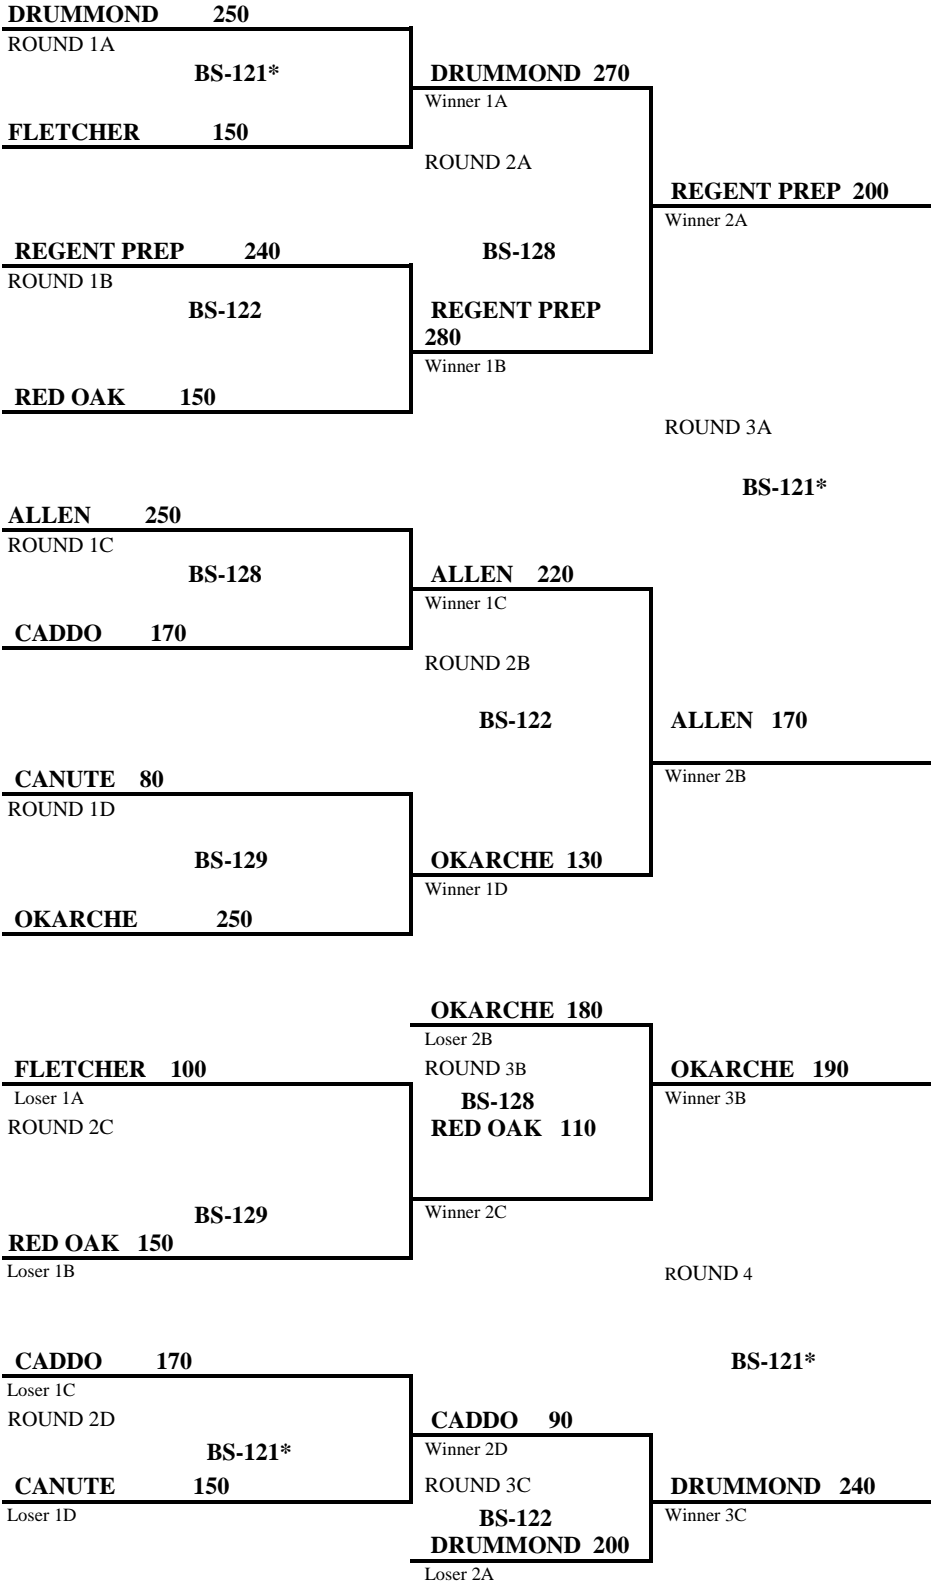 DRUMMOND 250
ROUND 1A
BS-121*
DRUMMOND 270
Winner 1A
FLETCHER 150
ROUND 2A
REGENT PREP 200
Winner 2A
REGENT PREP 240
BS-128
ROUND 1B
BS-122
REGENT PREP
280
Winner 1B
RED OAK 150
ROUND 3A
BS-121*
ALLEN 250
ROUND 1C
BS-128
ALLEN 220
Winner 1C
CADDO 170
ROUND 2B
BS-122
ALLEN 170
Winner 2B
CANUTE 80
ROUND 1D
BS-129
OKARCHE 130
Winner 1D
OKARCHE 250
OKARCHE 180
Loser 2B
FLETCHER 100
ROUND 3B
OKARCHE 190
Loser 1A
BS-128
Winner 3B
ROUND 2C
RED OAK 110
BS-129
Winner 2C
RED OAK 150
Loser 1B
ROUND 4
CADDO 170
BS-121*
Loser 1C
ROUND 2D
CADDO 90
BS-121*
Winner 2D
CANUTE 150
ROUND 3C
DRUMMOND 240
Loser 1D
BS-122
Winner 3C
DRUMMOND 200
Loser 2A